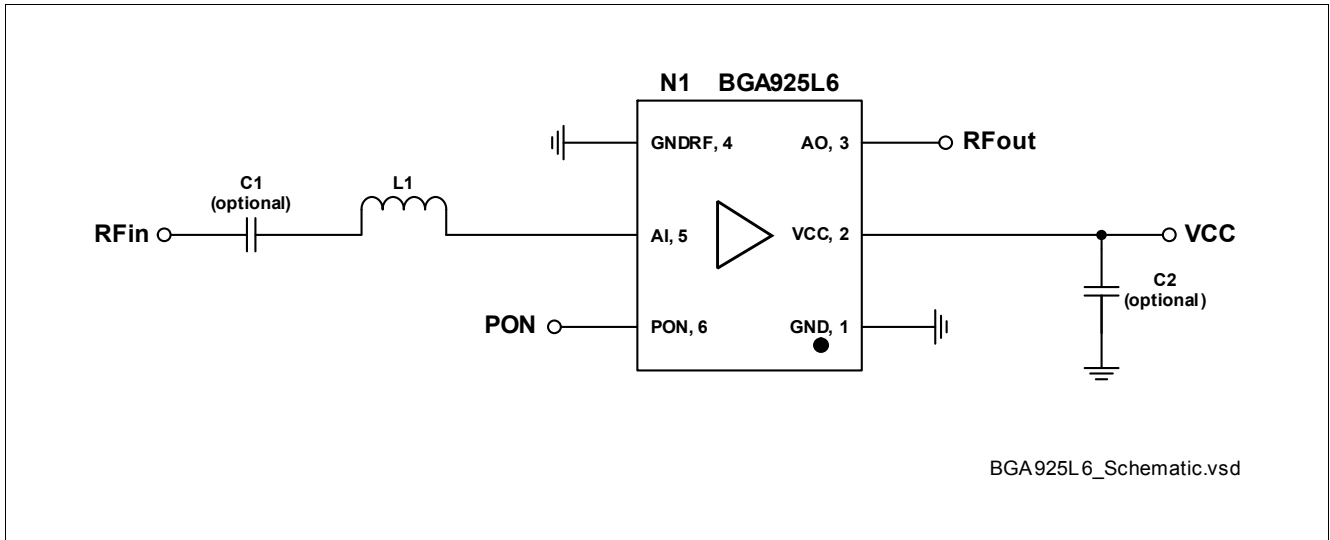 N1 BGA925L6
GNDRF, 4
AO, 3
RFout
C1
(optional)
L1
RFin
AI, 5
VCC, 2
VCC
C2
(optional)
PON
PON, 6
GND, 1
BGA925L6_Schematic.vsd